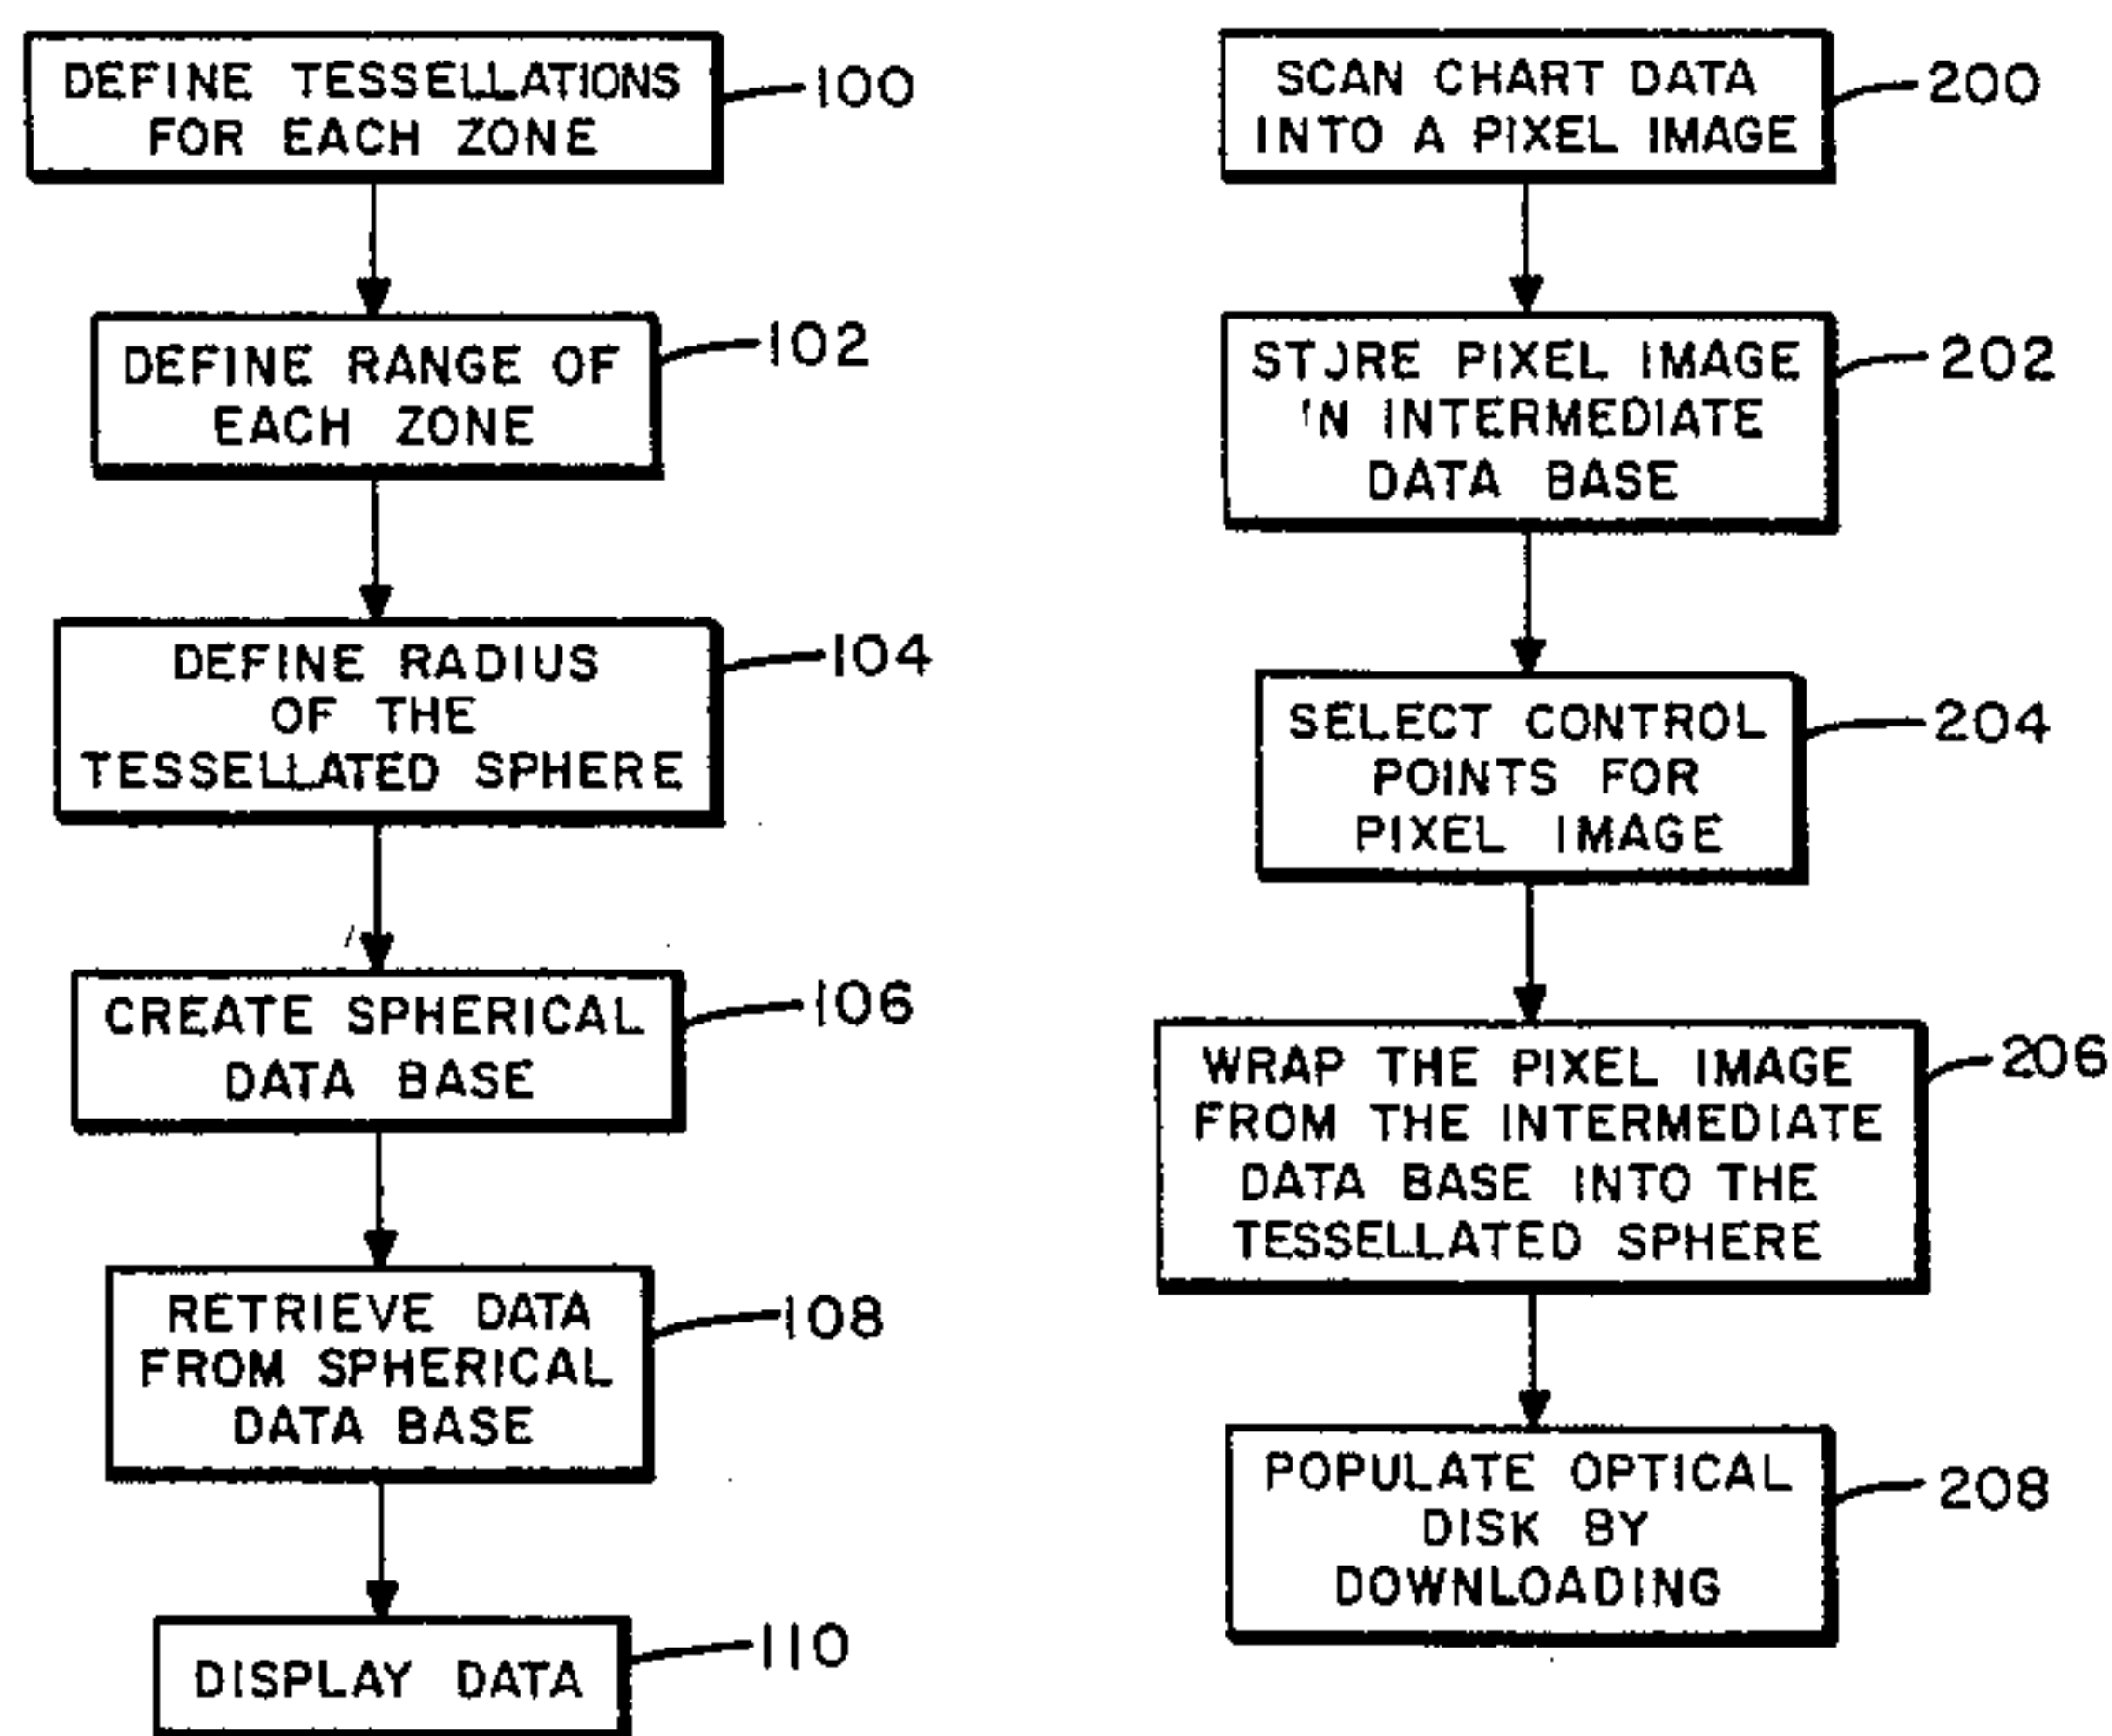 DEFINE TESSELLATIONS
FOR EACH ZONE
100
DEFINE RANGE OF
EACH ZONE
102
DEFINE RADIUS
OF THE
TESSELLATED SPHERE
104
CREATE SPHERICAL
DATA BASE
106
RETRIEVE DATA
FROM SPHERICAL
DATA BASE
108
DISPLAY DATA
110
SCAN CHART DATA
INTO A PIXEL IMAGE
200
STORE PIXEL IMAGE
IN INTERMEDIATE
DATA BASE
202
SELECT CONTROL
POINTS FOR
PIXEL IMAGE
204
WRAP THE PIXEL IMAGE
FROM THE INTERMEDIATE
DATA BASE INTO THE
TESSELLATED SPHERE
206
POPULATE OPTICAL
DISK BY
DOWNLOADING
208